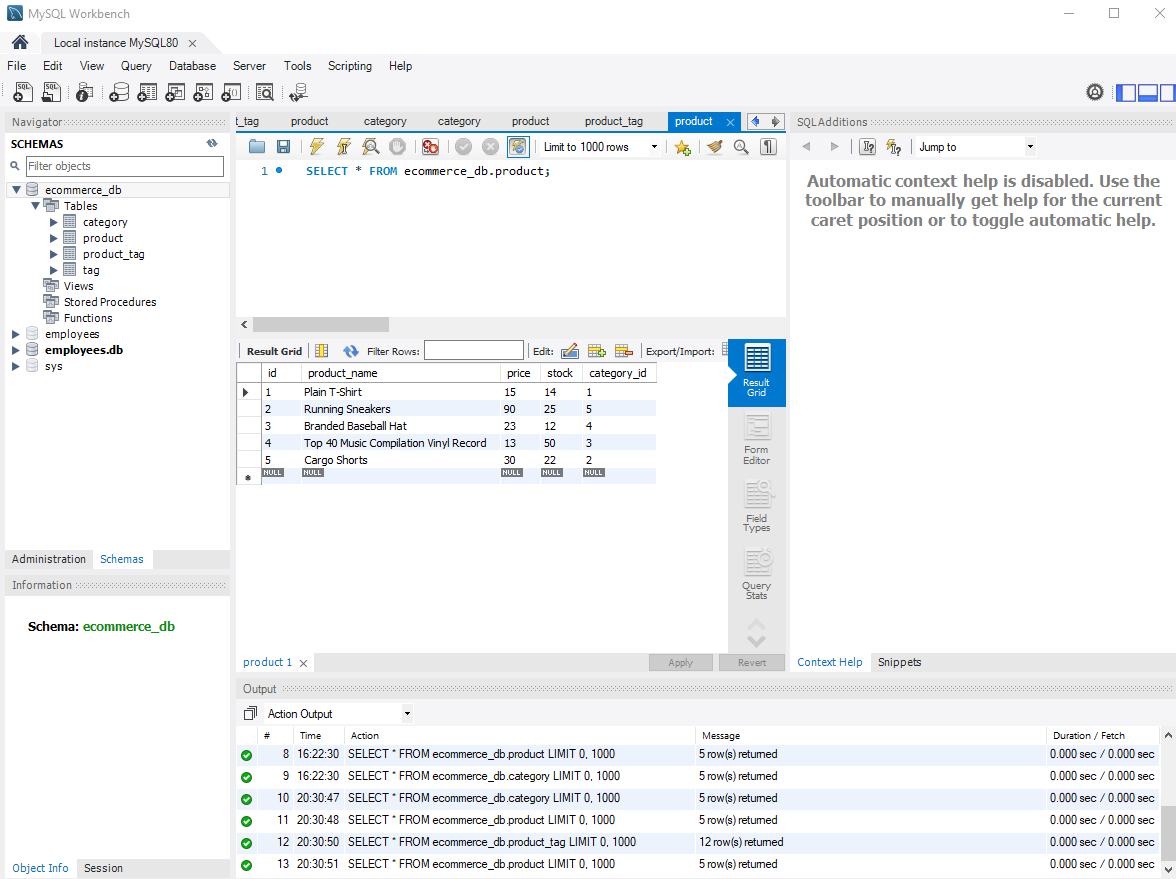 MySQL Workbench
Local instance MySQL80
File Edit View Query Database Server Tools Scripting Help
Navigator
SCHEMAS
Filter objects
ecommerce_db
Tables
category
product
product_tag
tag
Views
Stored Procedures
Functions
employees
employees.db
sys
Administration Schemas
Information
Schema: ecommerce_db
Object Info Session
t_tag product category category product product_tag product
Limit to 1000 rows
1 SELECT * FROM ecommerce_db.product;
Result Grid Filter Rows: Edit: Export/Import:
id product_name price stock category_id
1 Plain T-Shirt 15 14 1
2 Running Sneakers 90 25 5
3 Branded Baseball Hat 23 12 4
4 Top 40 Music Compilation Vinyl Record 13 50 3
5 Cargo Shorts 30 22 2
NULL NULL NULL NULL NULL
Result
Grid
Form
Editor
Field
Types
Query
Stats
product 1 Apply Revert
SQLAdditions
Jump to
Automatic context help is disabled. Use the
toolbar to manually get help for the current
caret position or to toggle automatic help.
Context Help Snippets
Output
Action Output
# Time Action Message Duration / Fetch
8 16:22:30 SELECT * FROM ecommerce_db.product LIMIT 0, 1000 5 row(s) returned 0.000 sec / 0.000 sec
9 16:22:30 SELECT * FROM ecommerce_db.category LIMIT 0, 1000 5 row(s) returned 0.000 sec / 0.000 sec
10 20:30:47 SELECT * FROM ecommerce_db.category LIMIT 0, 1000 5 row(s) returned 0.000 sec / 0.000 sec
11 20:30:48 SELECT * FROM ecommerce_db.product LIMIT 0, 1000 5 row(s) returned 0.000 sec / 0.000 sec
12 20:30:50 SELECT * FROM ecommerce_db.product_tag LIMIT 0, 1000 12 row(s) returned 0.000 sec / 0.000 sec
13 20:30:51 SELECT * FROM ecommerce_db.product LIMIT 0, 1000 5 row(s) returned 0.000 sec / 0.000 sec